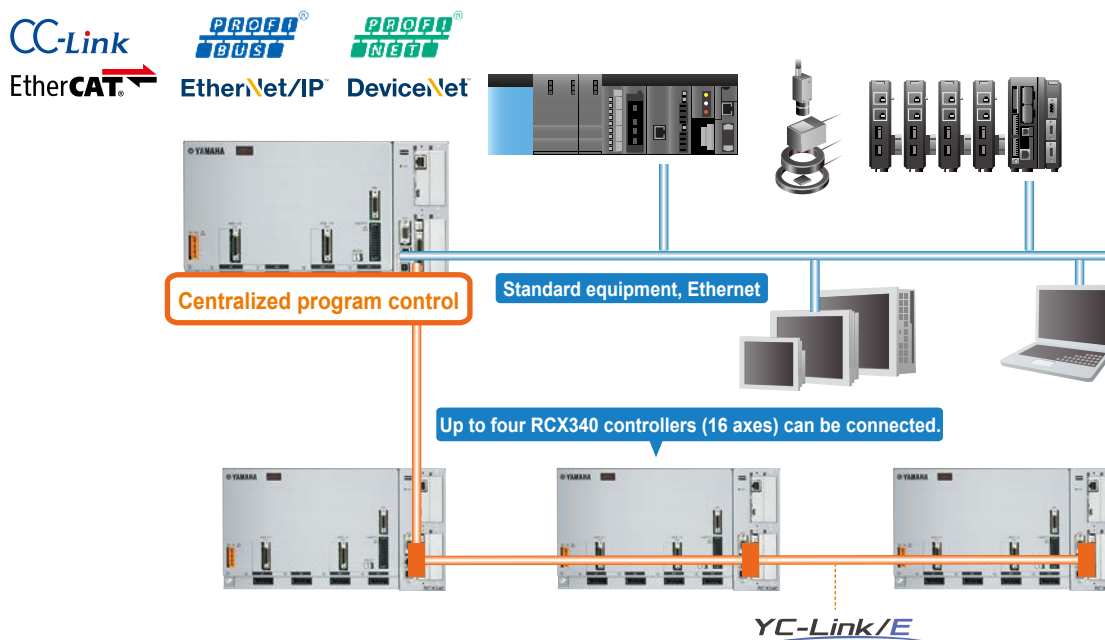 CC-Link
PROFI
BUS
PROFI
NET
EtherCAT
EtherNet/IP
DeviceNet
YAMAHA
Centralized program control
Standard equipment, Ethernet
Up to four RCX340 controllers (16 axes) can be connected.
YAMAHA
YAMAHA
YAMAHA
YC-Link/E